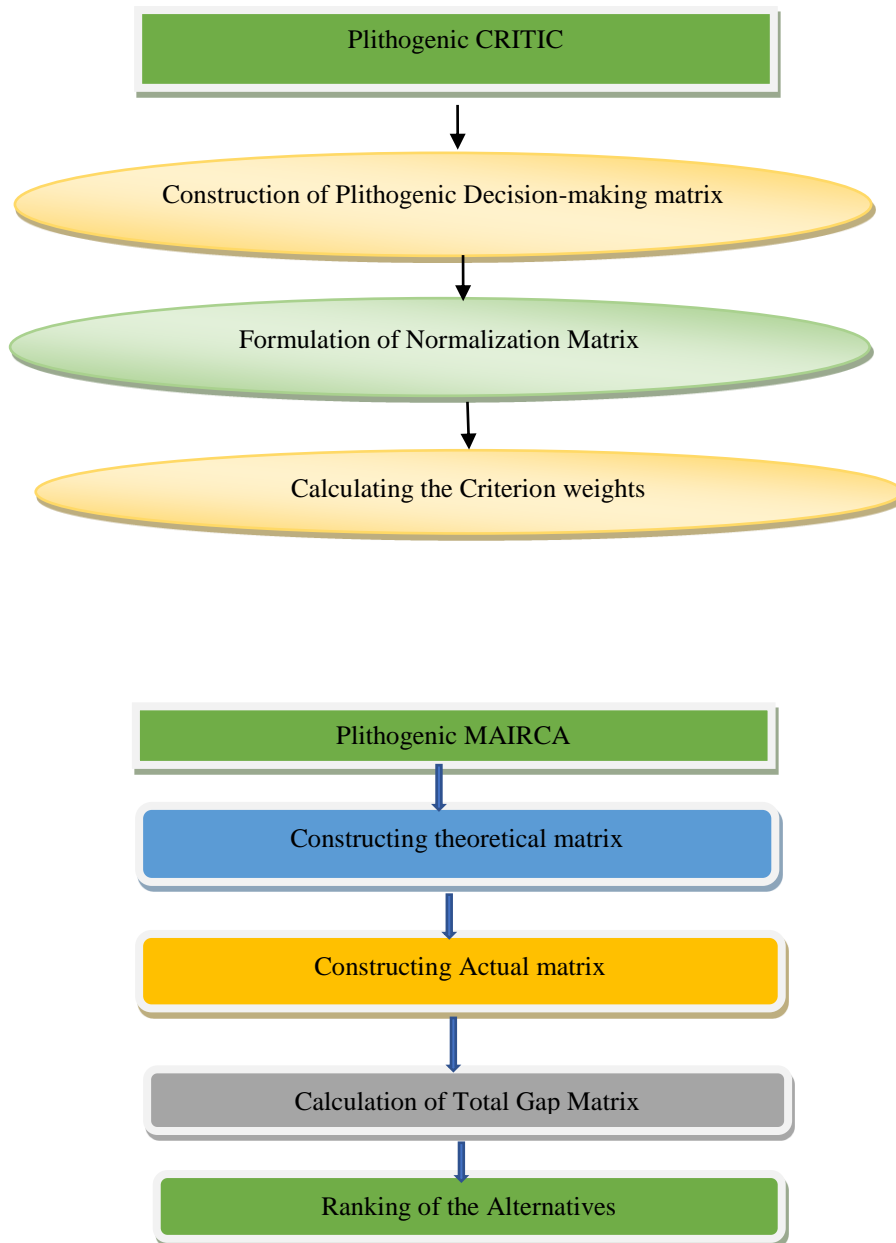 Plithogenic CRITIC
Construction of Plithogenic Decision-making matrix
Formulation of Normalization Matrix
Calculating the Criterion weights
Plithogenic MAIRCA
Constructing theoretical matrix
Constructing Actual matrix
Calculation of Total Gap Matrix
Ranking of the Alternatives